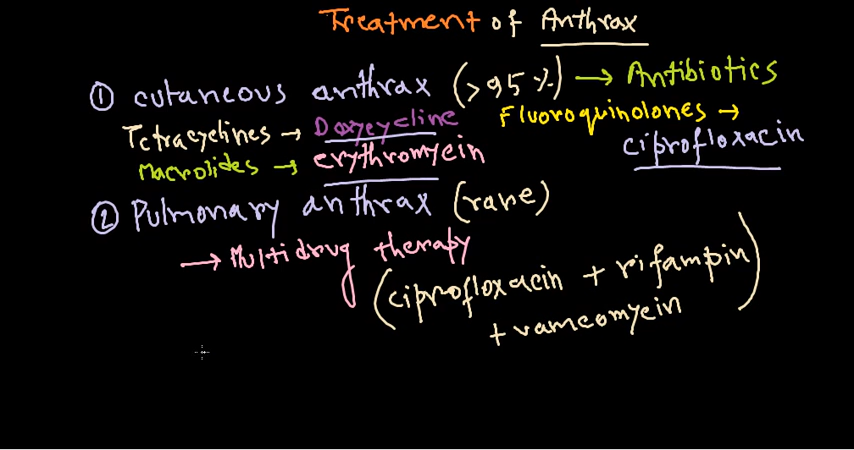 Treatment of Anthrax
① cutaneous anthrax (>95%) → Antibiotics
Tetracyclines → Doxycycline
Fluoroquinolones →
ciprofloxacin
Macrolides → erythromycin
② Pulmonary anthrax (rare)
→ Multidrug therapy
(ciprofloxacin + rifampin
+ vancomycin)